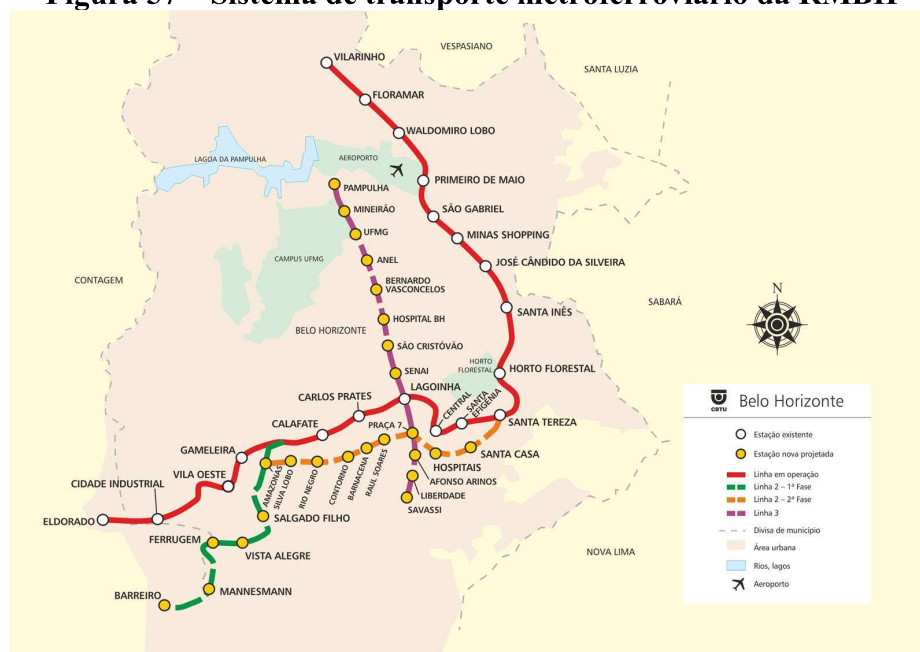 Figura 37 – Sistema de transporte metroferroviário da RMBH
VILARINHO
VESPASIANO
SANTA LUZIA
FLORAMAR
WALDOMIRO LOBO
LAGOA DA PAMPULHA
AEROPORTO
PAMPULHA
PRIMEIRO DE MAIO
MINEIRÃO
SÃO GABRIEL
UFMG
MINAS SHOPPING
CAMPUS UFMG
ANEL
JOSÉ CÂNDIDO DA SILVEIRA
CONTAGEM
BERNARDO
VASCONCELOS
SABARÁ
N
SANTA INÊS
HOSPITAL BH
BELO HORIZONTE
SÃO CRISTÓVÃO
HORTO
FLORESTAL
HORTO FLORESTAL
SENAI
LAGOINHA
CARLOS PRATES
CENTRAL
SANTA
EFIGÊNIA
CALAFATE
PRAÇA 7
SANTA TEREZA
GAMELEIRA
SANTA CASA
HOSPITAIS
VILA OESTE
AMAZONAS
SILVA LOBO
RIO NEGRO
CONTORNO
BARNACENA
RAUL SOARES
AFONSO ARINOS
CIDADE INDUSTRIAL
LIBERDADE
SAVASSI
ELDORADO
SALGADO FILHO
FERRUGEM
VISTA ALEGRE
NOVA LIMA
BARREIRO
MANNESMANN
CBTU
Belo Horizonte
Estação existente
Estação nova projetada
Linha em operação
Linha 2 – 1ª Fase
Linha 2 – 2ª Fase
Linha 3
Divisa de município
Área urbana
Rios, lagos
Aeroporto